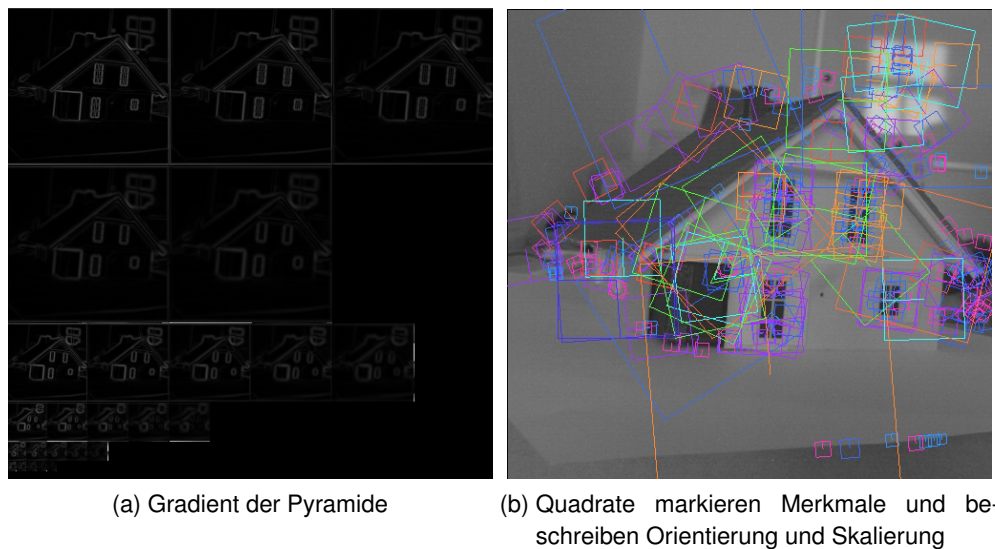 (a) Gradient der Pyramide
(b) Quadrate markieren Merkmale und be-
schreiben Orientierung und Skalierung